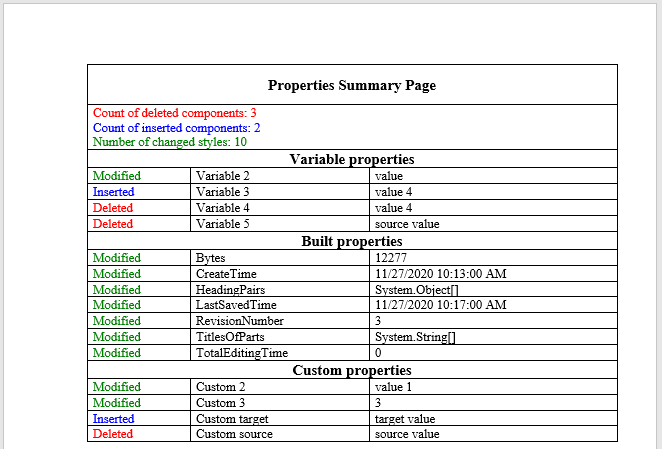 Properties Summary Page
Count of deleted components: 3
Count of inserted components: 2
Number of changed styles: 10
Variable properties
Modified Variable 2 value
Inserted Variable 3 value 4
Deleted Variable 4 value 4
Deleted Variable 5 source value
Built properties
Modified Bytes 12277
Modified CreateTime 11/27/2020 10:13:00 AM
Modified HeadingPairs System.Object[]
Modified LastSavedTime 11/27/2020 10:17:00 AM
Modified RevisionNumber 3
Modified TitlesOfParts System.String[]
Modified TotalEditingTime 0
Custom properties
Modified Custom 2 value 1
Modified Custom 3 3
Inserted Custom target target value
Deleted Custom source source value